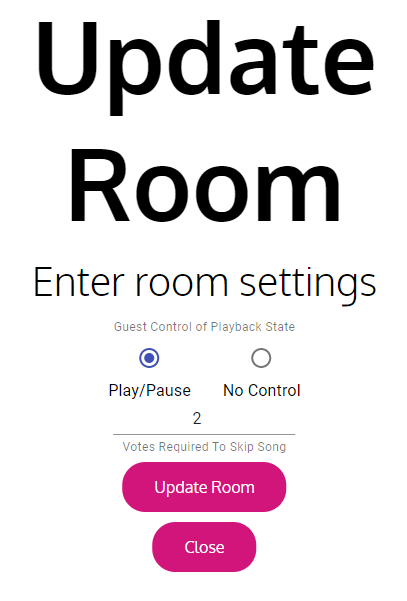 Update
Room
Enter room settings
Guest Control of Playback State
Play/Pause No Control
2
Votes Required To Skip Song
Update Room
Close